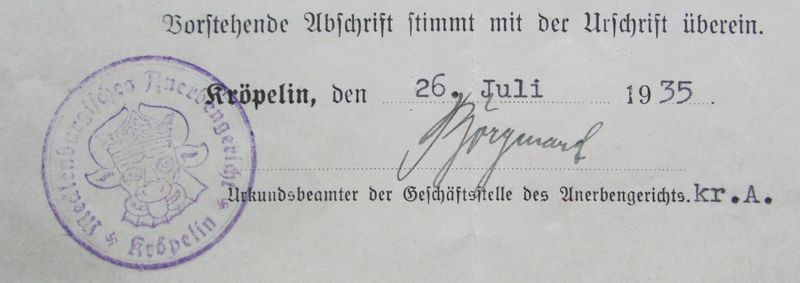 Vorstehende Abschrift stimmt mit der Urschrift überein.
Kröpelin, den 26. Juli 1935.
Urkundsbeamter der Geschäftsstelle des Anerbengerichts. kr.A.
Mecklenburgisches Anerbengericht
Kröpelin